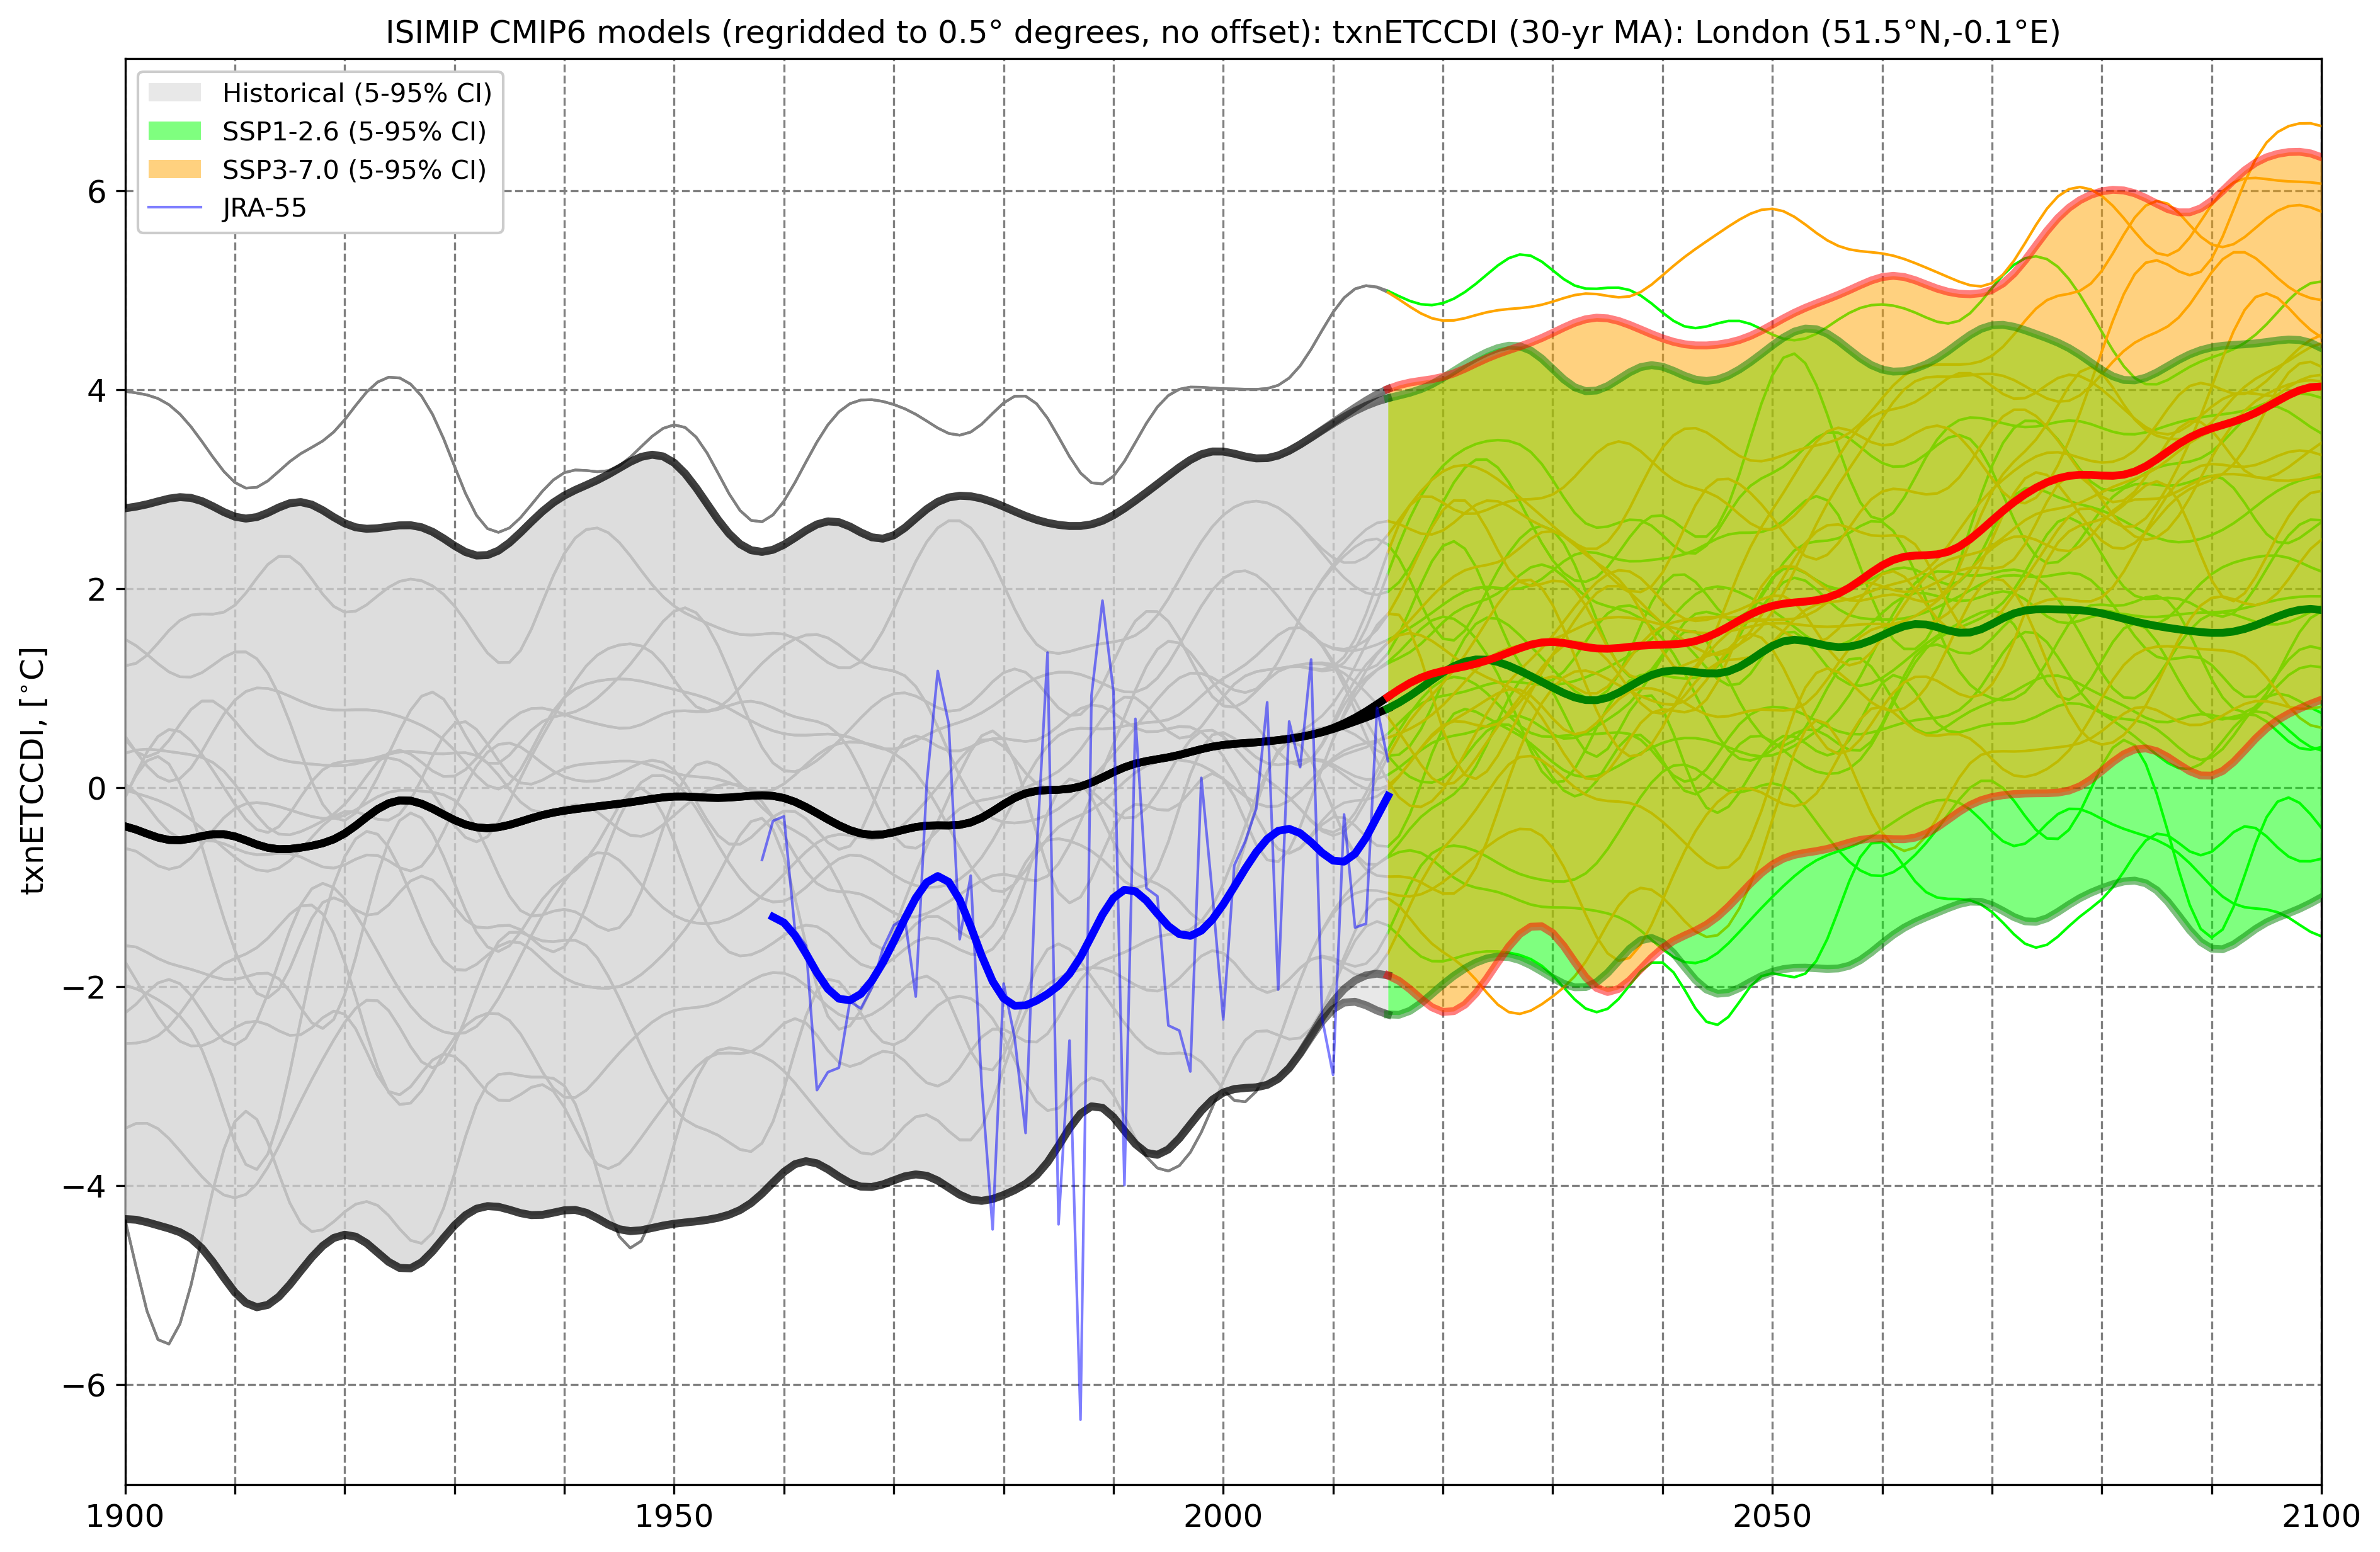 ISIMIP CMIP6 models (regridded to 0.5° degrees, no offset): txnETCCDI (30-yr MA): London (51.5°N,-0.1°E)
Historical (5-95% CI)
SSP1-2.6 (5-95% CI)
SSP3-7.0 (5-95% CI)
JRA-55
txnETCCDI, [°C]
6
4
2
0
−2
−4
−6
1900 1950 2000 2050 2100